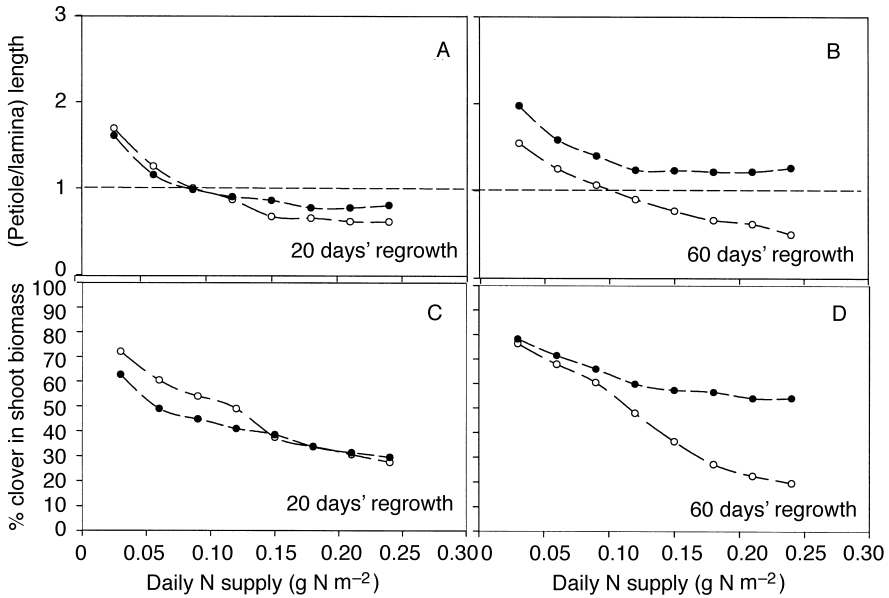 (Petiole/lamina) length
3
2
1
0
A
20 days' regrowth
B
60 days' regrowth
% clover in shoot biomass
100
90
80
70
60
50
40
30
20
10
0
C
20 days' regrowth
D
60 days' regrowth
0 0.05 0.10 0.15 0.20 0.25 0.30
Daily N supply (g N m⁻²)
0 0.05 0.10 0.15 0.20 0.25 0.30
Daily N supply (g N m⁻²)